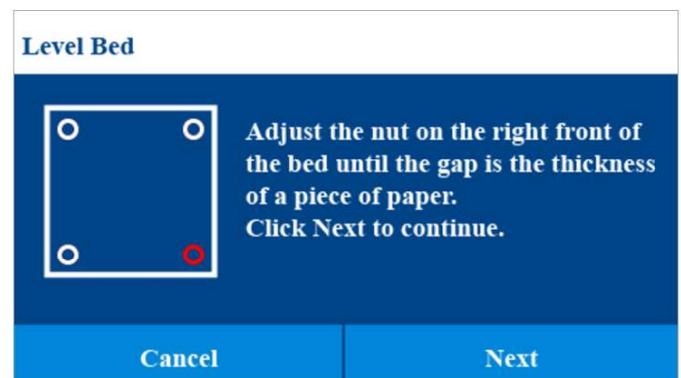 Level Bed
Adjust the nut on the right front of
the bed until the gap is the thickness
of a piece of paper.
Click Next to continue.
Cancel
Next